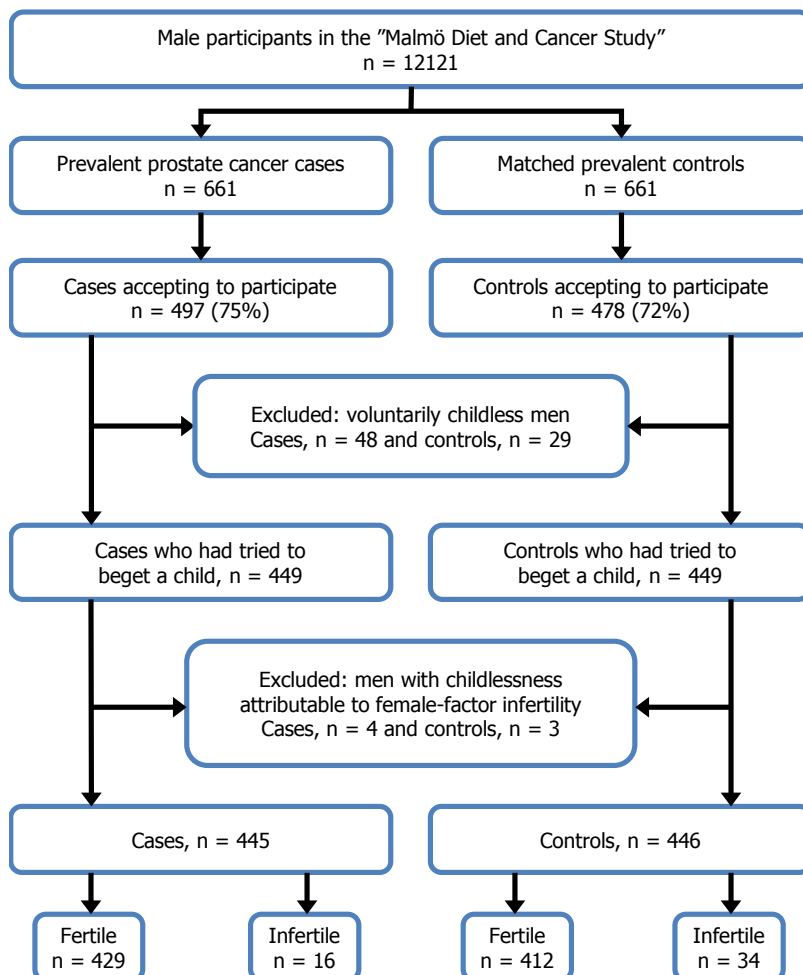 Male participants in the ”Malmö Diet and Cancer Study”
n = 12121
Prevalent prostate cancer cases
n = 661
Matched prevalent controls
n = 661
Cases accepting to participate
n = 497 (75%)
Controls accepting to participate
n = 478 (72%)
Excluded: voluntarily childless men
Cases, n = 48 and controls, n = 29
Cases who had tried to
beget a child, n = 449
Controls who had tried to
beget a child, n = 449
Excluded: men with childlessness
attributable to female-factor infertility
Cases, n = 4 and controls, n = 3
Cases, n = 445
Controls, n = 446
Fertile
n = 429
Infertile
n = 16
Fertile
n = 412
Infertile
n = 34